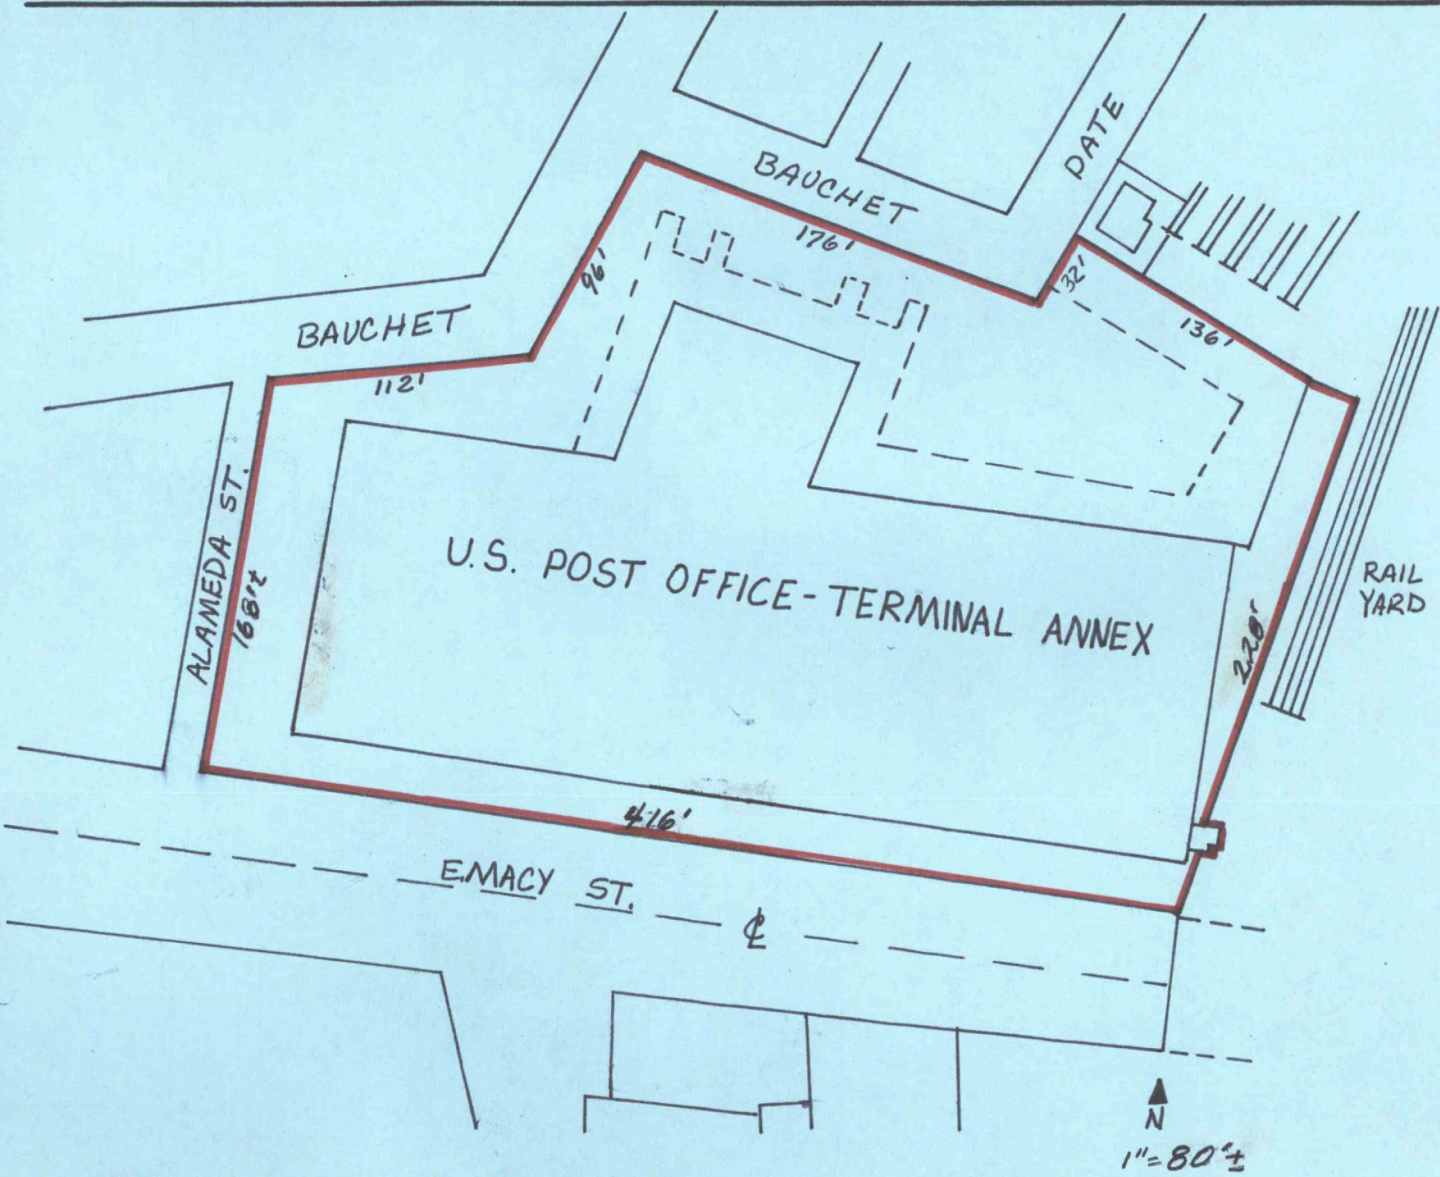 DATE
BAUCHET
176'
96'
32'
136'
BAUCHET
112'
ALAMEDA ST.
168'±
U.S. POST OFFICE - TERMINAL ANNEX
RAIL
YARD
228'
416'
E.MACY ST.
℄
N
1"=80'±